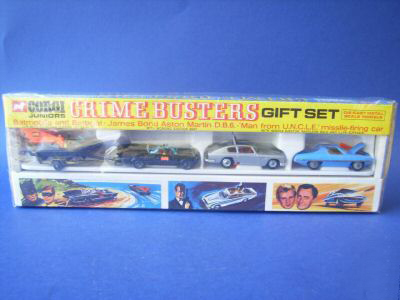 CORGI JUNIORS
CRIME BUSTERS GIFT SET
Batmobile and Batboat · James Bond Aston Martin D.B.6. · Man from U.N.C.L.E. missile-firing car